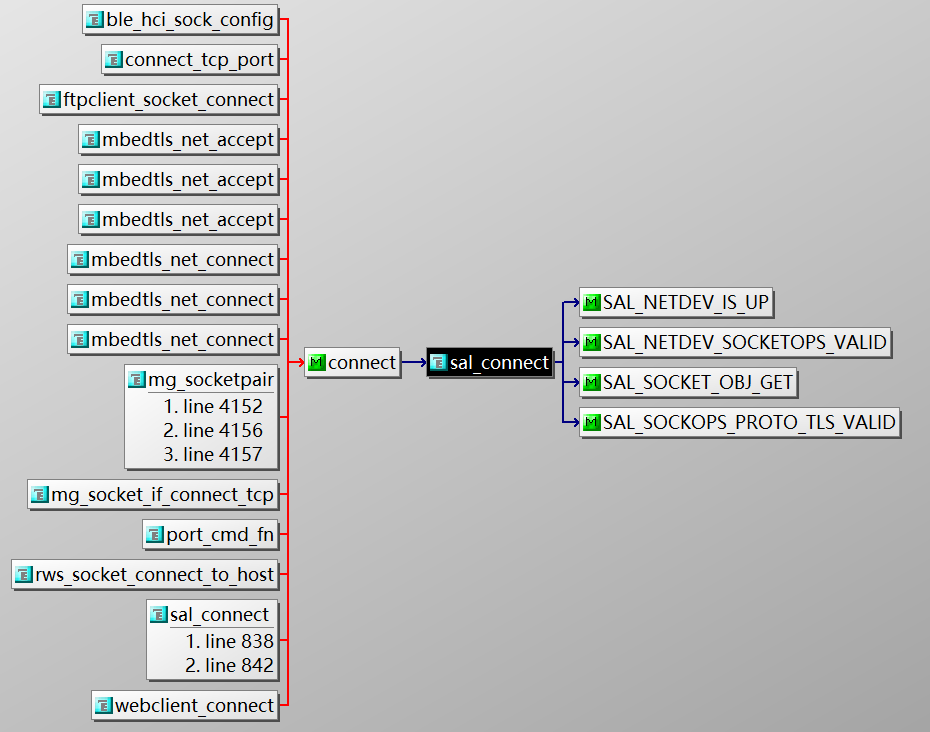 ble_hci_sock_config
connect_tcp_port
ftpclient_socket_connect
mbedtls_net_accept
mbedtls_net_accept
mbedtls_net_accept
mbedtls_net_connect
mbedtls_net_connect
mbedtls_net_connect
mg_socketpair
1. line 4152
2. line 4156
3. line 4157
mg_socket_if_connect_tcp
port_cmd_fn
rws_socket_connect_to_host
sal_connect
1. line 838
2. line 842
webclient_connect
connect
sal_connect
SAL_NETDEV_IS_UP
SAL_NETDEV_SOCKETOPS_VALID
SAL_SOCKET_OBJ_GET
SAL_SOCKOPS_PROTO_TLS_VALID